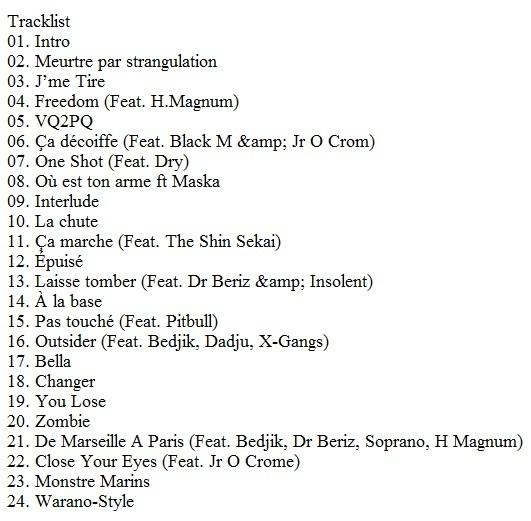 Tracklist
01. Intro
02. Meurtre par strangulation
03. J’me Tire
04. Freedom (Feat. H.Magnum)
05. VQ2PQ
06. Ça décoiffe (Feat. Black M &amp; Jr O Crom)
07. One Shot (Feat. Dry)
08. Où est ton arme ft Maska
09. Interlude
10. La chute
11. Ça marche (Feat. The Shin Sekai)
12. Épuisé
13. Laisse tomber (Feat. Dr Beriz &amp; Insolent)
14. À la base
15. Pas touché (Feat. Pitbull)
16. Outsider (Feat. Bedjik, Dadju, X-Gangs)
17. Bella
18. Changer
19. You Lose
20. Zombie
21. De Marseille A Paris (Feat. Bedjik, Dr Beriz, Soprano, H Magnum)
22. Close Your Eyes (Feat. Jr O Crome)
23. Monstre Marins
24. Warano-Style